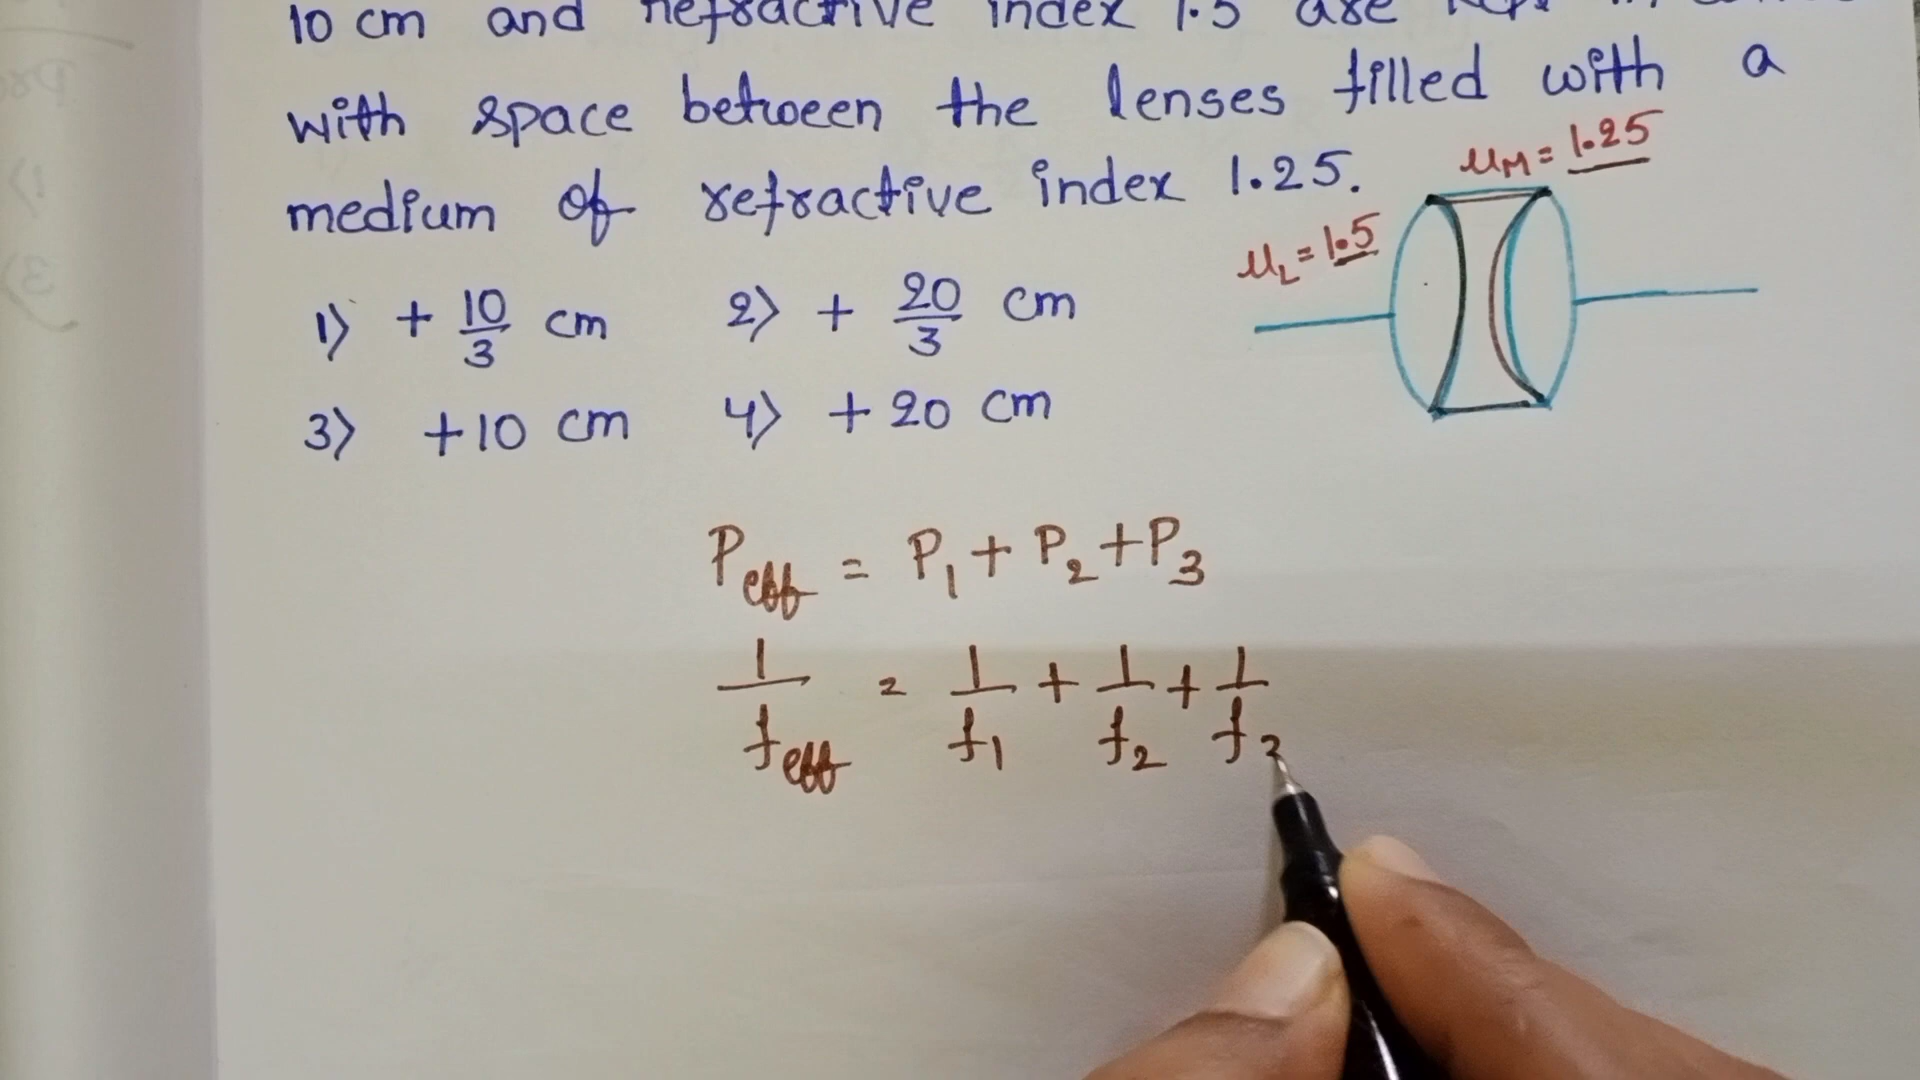 10 cm and refractive index 1.5 are
with space between the lenses filled with a
medium of refractive index 1.25.
μM = 1.25
μL = 1.5
1) + 10/3 cm 2) + 20/3 cm
3) +10 cm 4) +20 cm
Peff = P1 + P2 + P3
1/feff = 1/f1 + 1/f2 + 1/f3